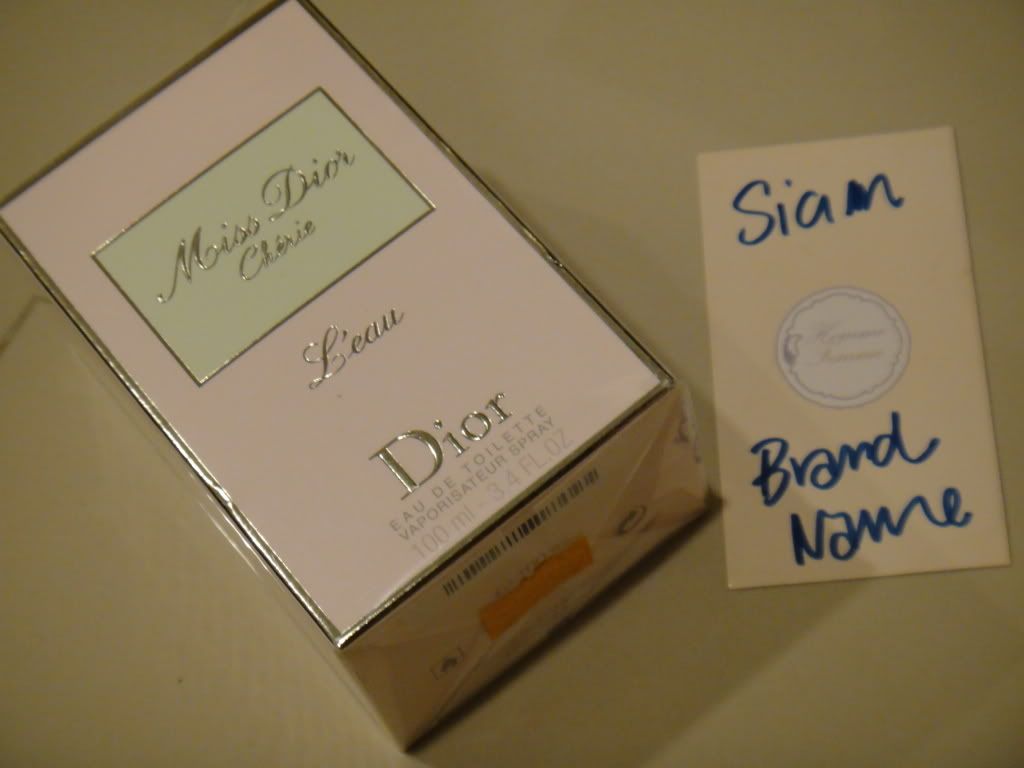 Miss Dior
Chérie
L'eau
Dior
EAU DE TOILETTE
VAPORISATEUR SPRAY
100 ml - 3.4 FL.OZ
Siam
Brand
Name